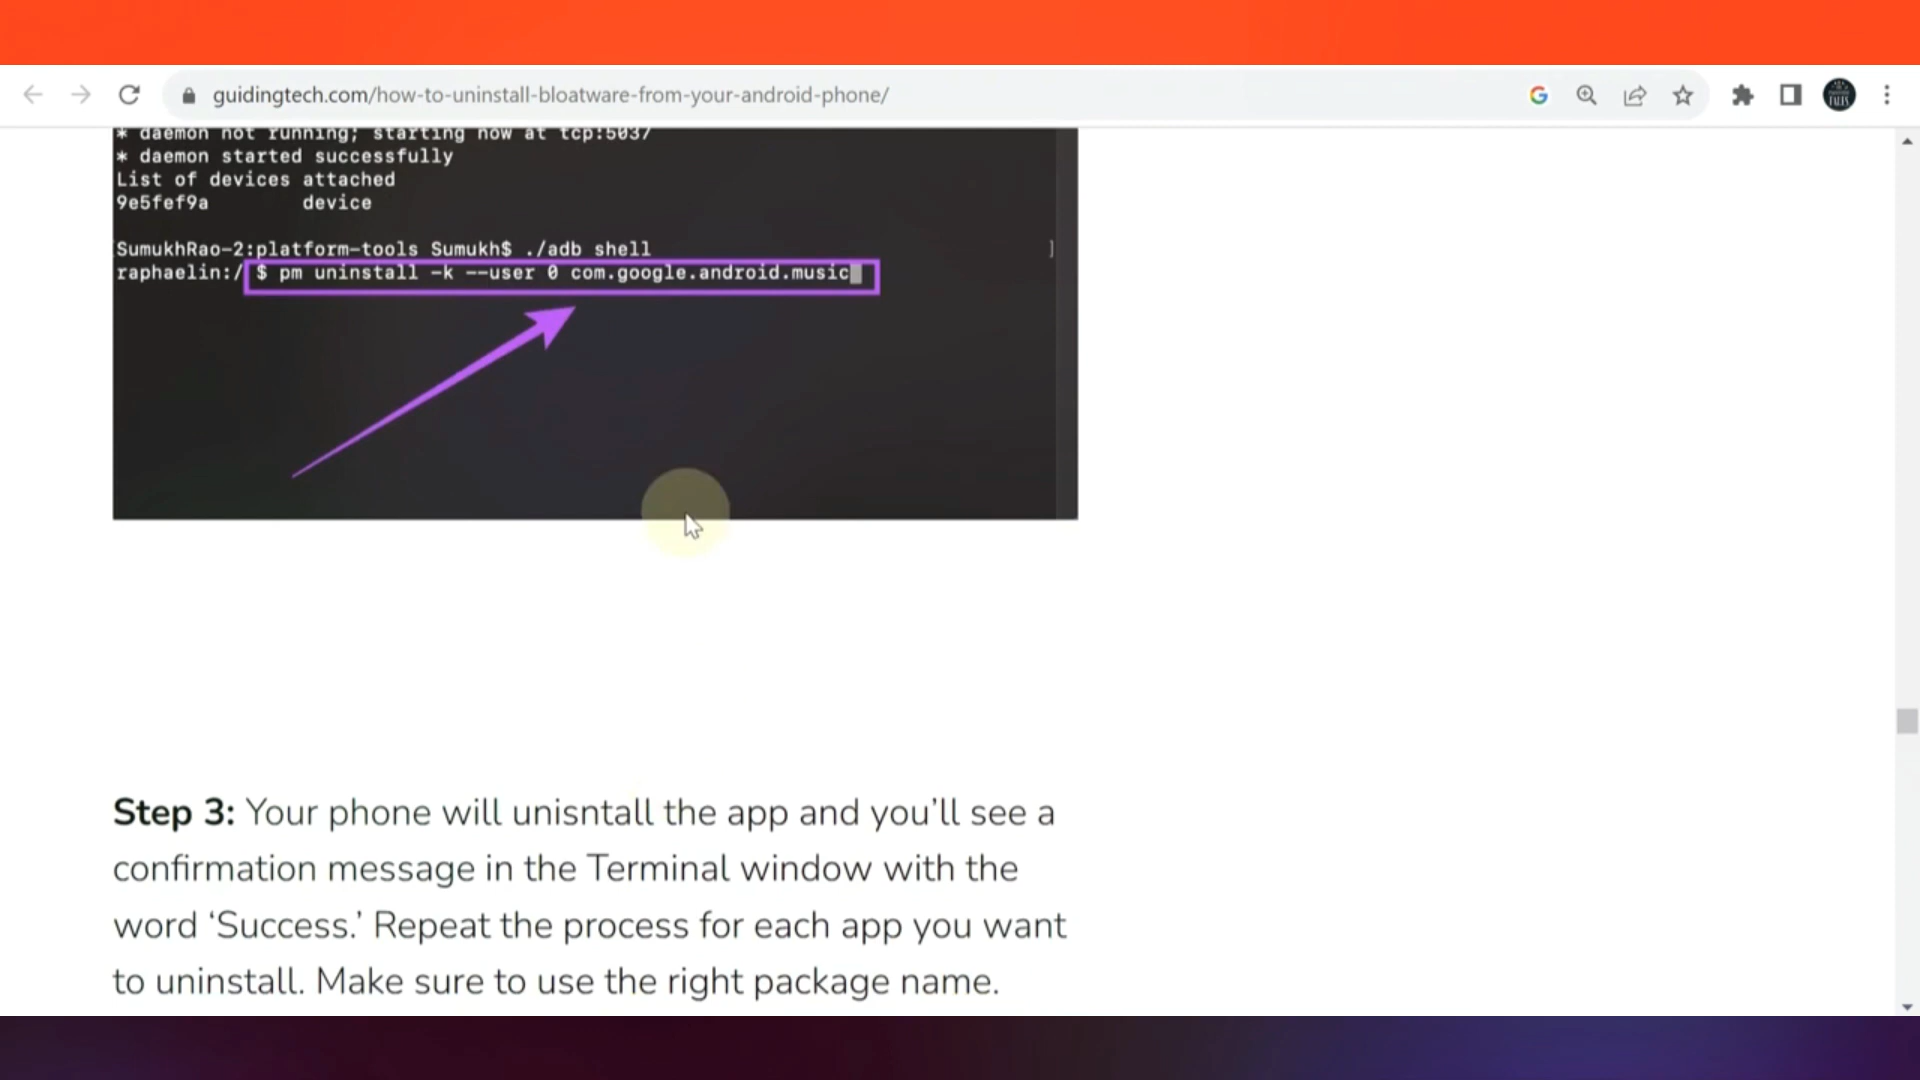 guidingtech.com/how-to-uninstall-bloatware-from-your-android-phone/
* daemon not running; starting now at tcp:5037
* daemon started successfully
List of devices attached
9e5fef9a device
SumukhRao-2:platform-tools Sumukh$ ./adb shell ]
raphaelin:/ $ pm uninstall -k --user 0 com.google.android.music
Step 3: Your phone will unisntall the app and you’ll see a
confirmation message in the Terminal window with the
word ‘Success.’ Repeat the process for each app you want
to uninstall. Make sure to use the right package name.